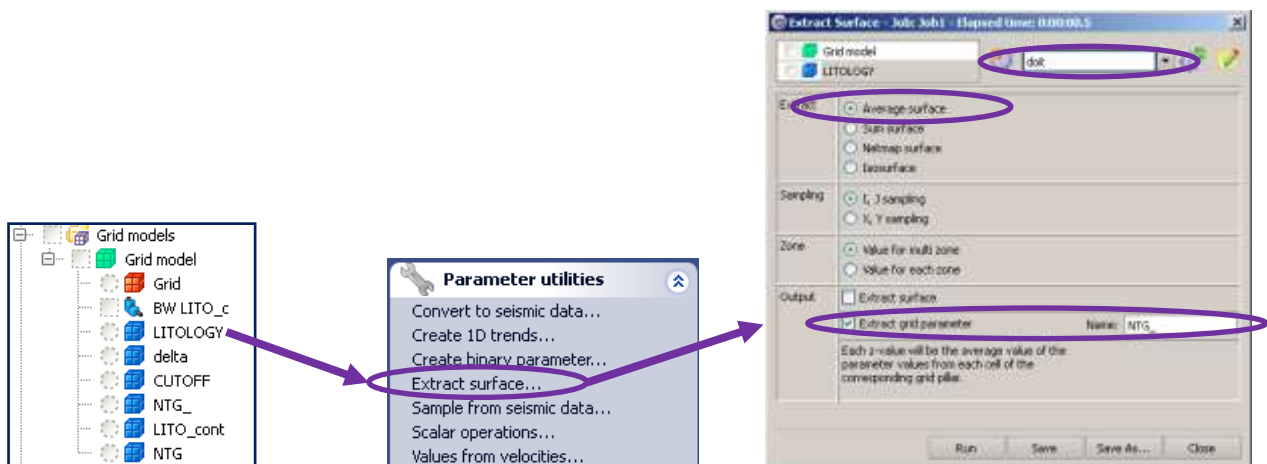 Grid models
Grid model
Grid
BW LITO_c
LITOLOGY
delta
CUTOFF
NTG_
LITO_cont
NTG
Parameter utilities
Convert to seismic data...
Create 1D trends...
Create binary parameter...
Extract surface...
Sample from seismic data...
Scalar operations...
Values from velocities...
Extract Surface - Job: Job1 - Elapsed time: 0:00:00.5
Grid model
LITOLOGY
doit
Extract
Average surface
Sum surface
Netmap surface
Isosurface
Sampling
I, J sampling
X, Y sampling
Zone
Value for multi zone
Value for each zone
Output
Extract surface
Extract grid parameter Name: NTG_
Each z-value will be the average value of the
parameter values from each cell of the
corresponding grid pillar.
Run Save Save As... Close